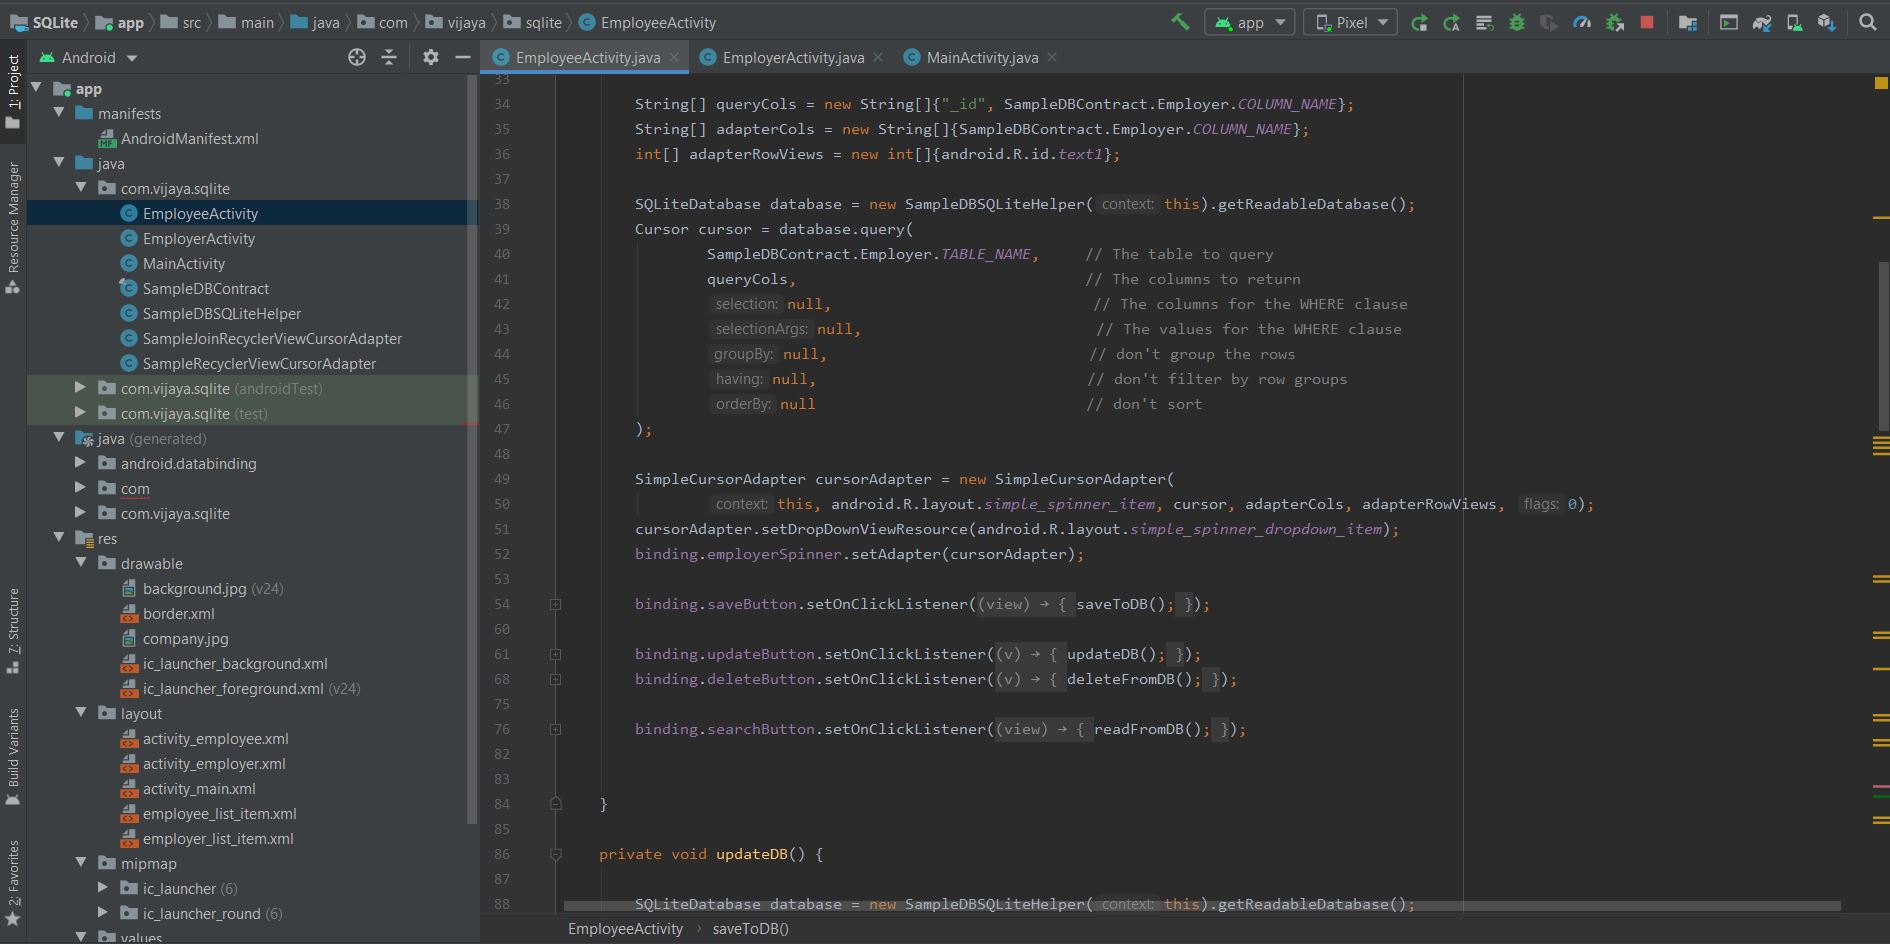 SQLite app src main java com vijaya sqlite EmployeeActivity app Pixel
Android
EmployeeActivity.java EmployerActivity.java MainActivity.java
1: Project
Resource Manager
7: Structure
Build Variants
2: Favorites
app
manifests
AndroidManifest.xml
java
com.vijaya.sqlite
EmployeeActivity
EmployerActivity
MainActivity
SampleDBContract
SampleDBSQLiteHelper
SampleJoinRecyclerViewCursorAdapter
SampleRecyclerViewCursorAdapter
com.vijaya.sqlite (androidTest)
com.vijaya.sqlite (test)
java (generated)
android.databinding
com
com.vijaya.sqlite
res
drawable
background.jpg (v24)
border.xml
company.jpg
ic_launcher_background.xml
ic_launcher_foreground.xml (v24)
layout
activity_employee.xml
activity_employer.xml
activity_main.xml
employee_list_item.xml
employer_list_item.xml
mipmap
ic_launcher (6)
ic_launcher_round (6)
values
33
34 String[] queryCols = new String[]{"_id", SampleDBContract.Employer.COLUMN_NAME};
35 String[] adapterCols = new String[]{SampleDBContract.Employer.COLUMN_NAME};
36 int[] adapterRowViews = new int[]{android.R.id.text1};
37
38 SQLiteDatabase database = new SampleDBSQLiteHelper( context: this).getReadableDatabase();
39 Cursor cursor = database.query(
40 SampleDBContract.Employer.TABLE_NAME, // The table to query
41 queryCols, // The columns to return
42 selection: null, // The columns for the WHERE clause
43 selectionArgs: null, // The values for the WHERE clause
44 groupBy: null, // don't group the rows
45 having: null, // don't filter by row groups
46 orderBy: null // don't sort
47 );
48
49 SimpleCursorAdapter cursorAdapter = new SimpleCursorAdapter(
50 context: this, android.R.layout.simple_spinner_item, cursor, adapterCols, adapterRowViews, flags: 0);
51 cursorAdapter.setDropDownViewResource(android.R.layout.simple_spinner_dropdown_item);
52 binding.employerSpinner.setAdapter(cursorAdapter);
53
54 binding.saveButton.setOnClickListener((view) → { saveToDB(); });
60
61 binding.updateButton.setOnClickListener((v) → { updateDB(); });
68 binding.deleteButton.setOnClickListener((v) → { deleteFromDB(); });
75
76 binding.searchButton.setOnClickListener((view) → { readFromDB(); });
82
83
84 }
85
86 private void updateDB() {
87
88 SQLiteDatabase database = new SampleDBSQLiteHelper( context: this).getReadableDatabase();
EmployeeActivity › saveToDB()